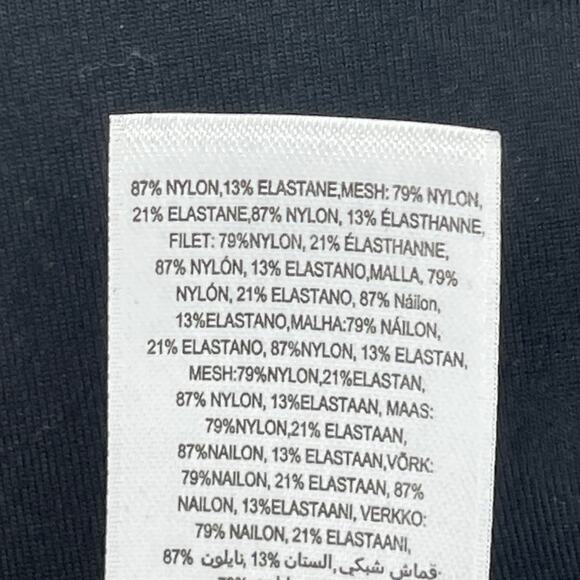 87% NYLON,13% ELASTANE,MESH: 79% NYLON,
21% ELASTANE,87% NYLON, 13% ÉLASTHANNE,
FILET: 79%NYLON, 21% ÉLASTHANNE,
87% NYLÓN, 13% ELASTANO,MALLA, 79%
NYLÓN, 21% ELASTANO, 87% Náilon,
13%ELASTANO,MALHA:79% NÁILON,
21% ELASTANO, 87%NYLON, 13% ELASTAN,
MESH:79%NYLON,21%ELASTAN,
87% NYLON, 13%ELASTAAN, MAAS:
79%NYLON,21% ELASTAAN,
87%NAILON, 13% ELASTAAN,VÕRK:
79%NAILON, 21% ELASTAAN, 87%
NAILON, 13%ELASTAANI, VERKKO:
79% NAILON, 21% ELASTAANI,
87% نايلون ,13% الستان,قماش شبكي: